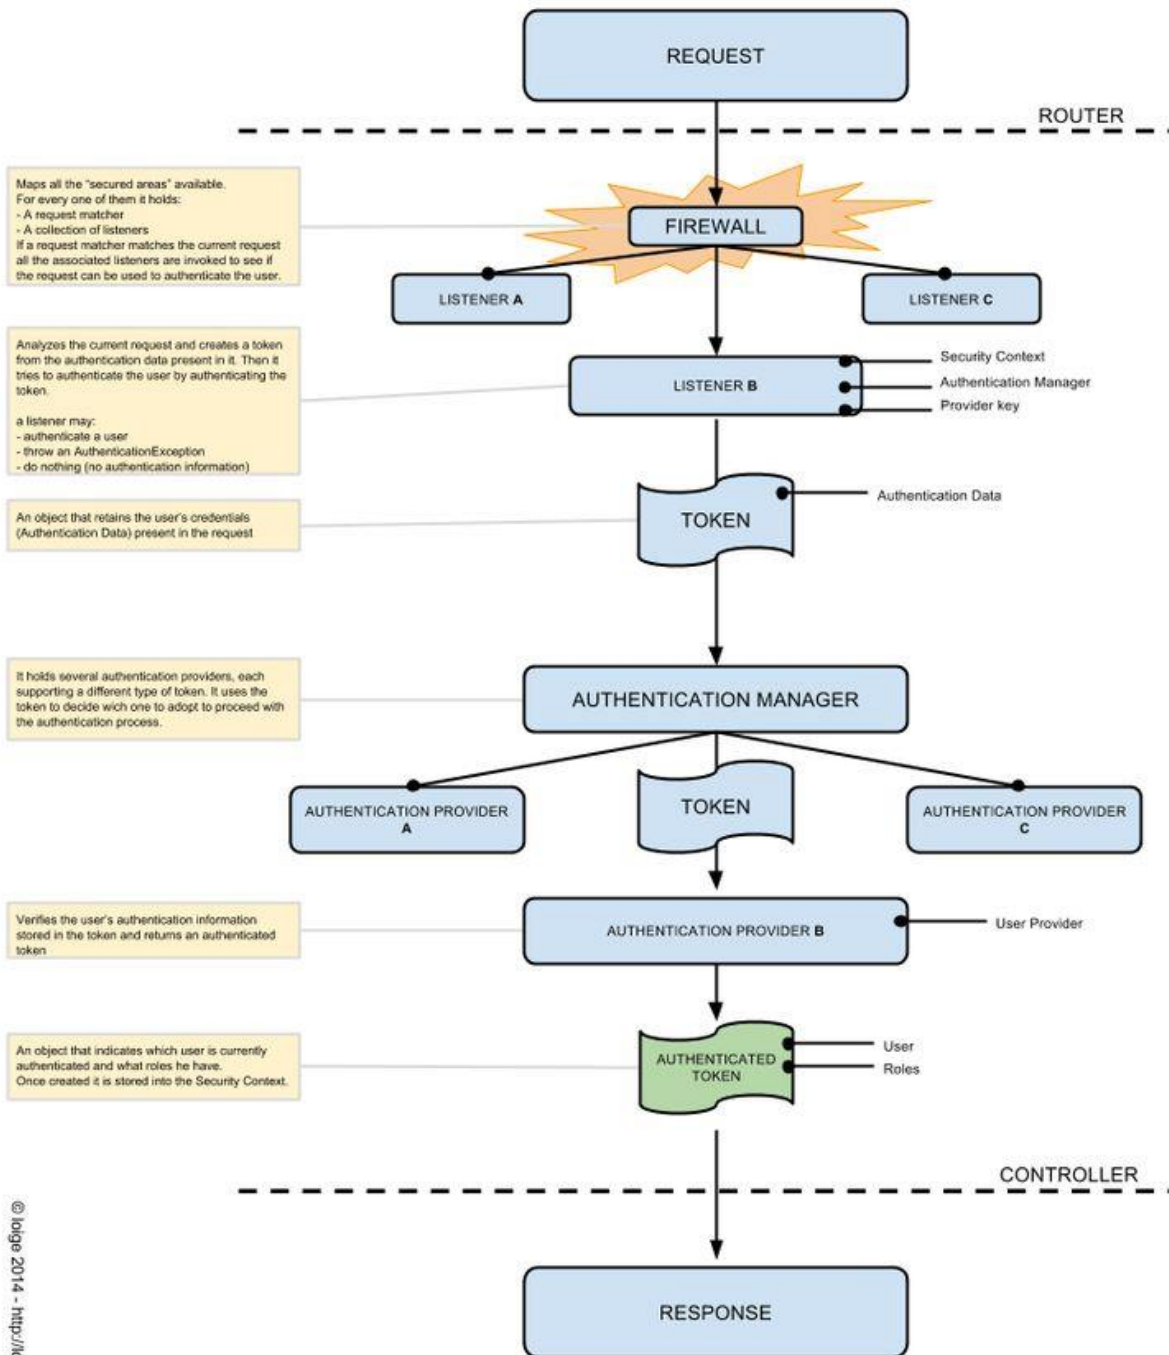 REQUEST
ROUTER
Maps all the "secured areas" available.
For every one of them it holds:
- A request matcher
- A collection of listeners
If a request matcher matches the current request
all the associated listeners are invoked to see if
the request can be used to authenticate the user.
FIREWALL
LISTENER A
LISTENER C
Analyzes the current request and creates a token
from the authentication data present in it. Then it
tries to authenticate the user by authenticating the
token.
a listener may:
- authenticate a user
- throw an AuthenticationException
- do nothing (no authentication information)
LISTENER B
Security Context
Authentication Manager
Provider key
An object that retains the user's credentials
(Authentication Data) present in the request
TOKEN
Authentication Data
It holds several authentication providers, each
supporting a different type of token. It uses the
token to decide wich one to adopt to proceed with
the authentication process.
AUTHENTICATION MANAGER
AUTHENTICATION PROVIDER
A
TOKEN
AUTHENTICATION PROVIDER
C
Verifies the user's authentication information
stored in the token and returns an authenticated
token
AUTHENTICATION PROVIDER B
User Provider
An object that indicates which user is currently
authenticated and what roles he have.
Once created it is stored into the Security Context.
AUTHENTICATED
TOKEN
User
Roles
CONTROLLER
RESPONSE
© loige 2014 - http://lo